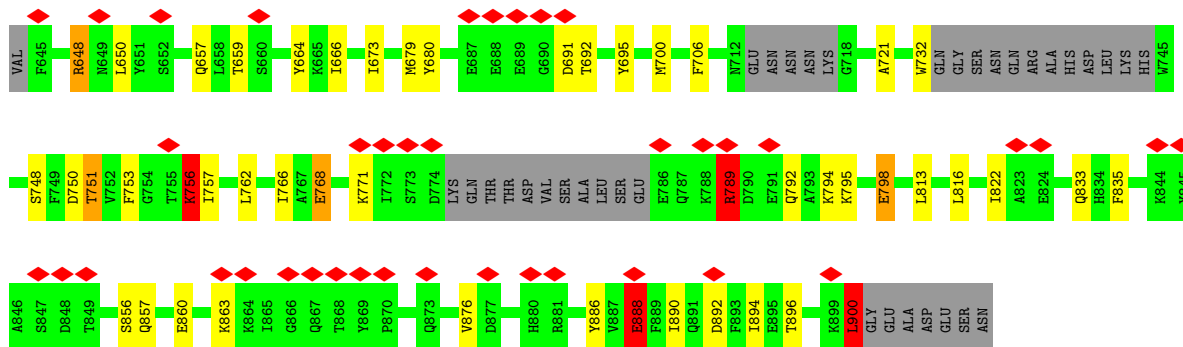 VAL F645 R648 N649 L650 Y651 S652 Q657 L658 T659 S660 Y664 K665 I666 I673 M679 Y680 E687 E688 E689 G690 D691 T692 Y695 M700 F706 N712 GLU ASN ASN ASN LYS G718 A721 W732 GLN GLY SER ASN GLN ARG ALA HIS ASP LEU LYS HIS W745
S748 F749 D750 T751 V752 F753 G754 T755 K756 I757 L762 I766 A767 E768 K771 I772 S773 D774 LYS GLN THR THR ASP VAL SER ALA LEU SER GLU E786 Q787 K788 R789 D790 E791 Q792 A793 K794 K795 E798 L813 L816 I822 A823 E824 Q833 H834 F835 K844
A846 S847 D848 T849 S856 Q857 E860 K863 K864 I865 G866 Q867 T868 Y869 P870 Q873 V876 D877 H880 R881 Y886 V887 F888 F889 I890 Q891 D892 F893 I894 E895 T896 K899 L900 GLY GLU ALA ASP GLU SER ASN